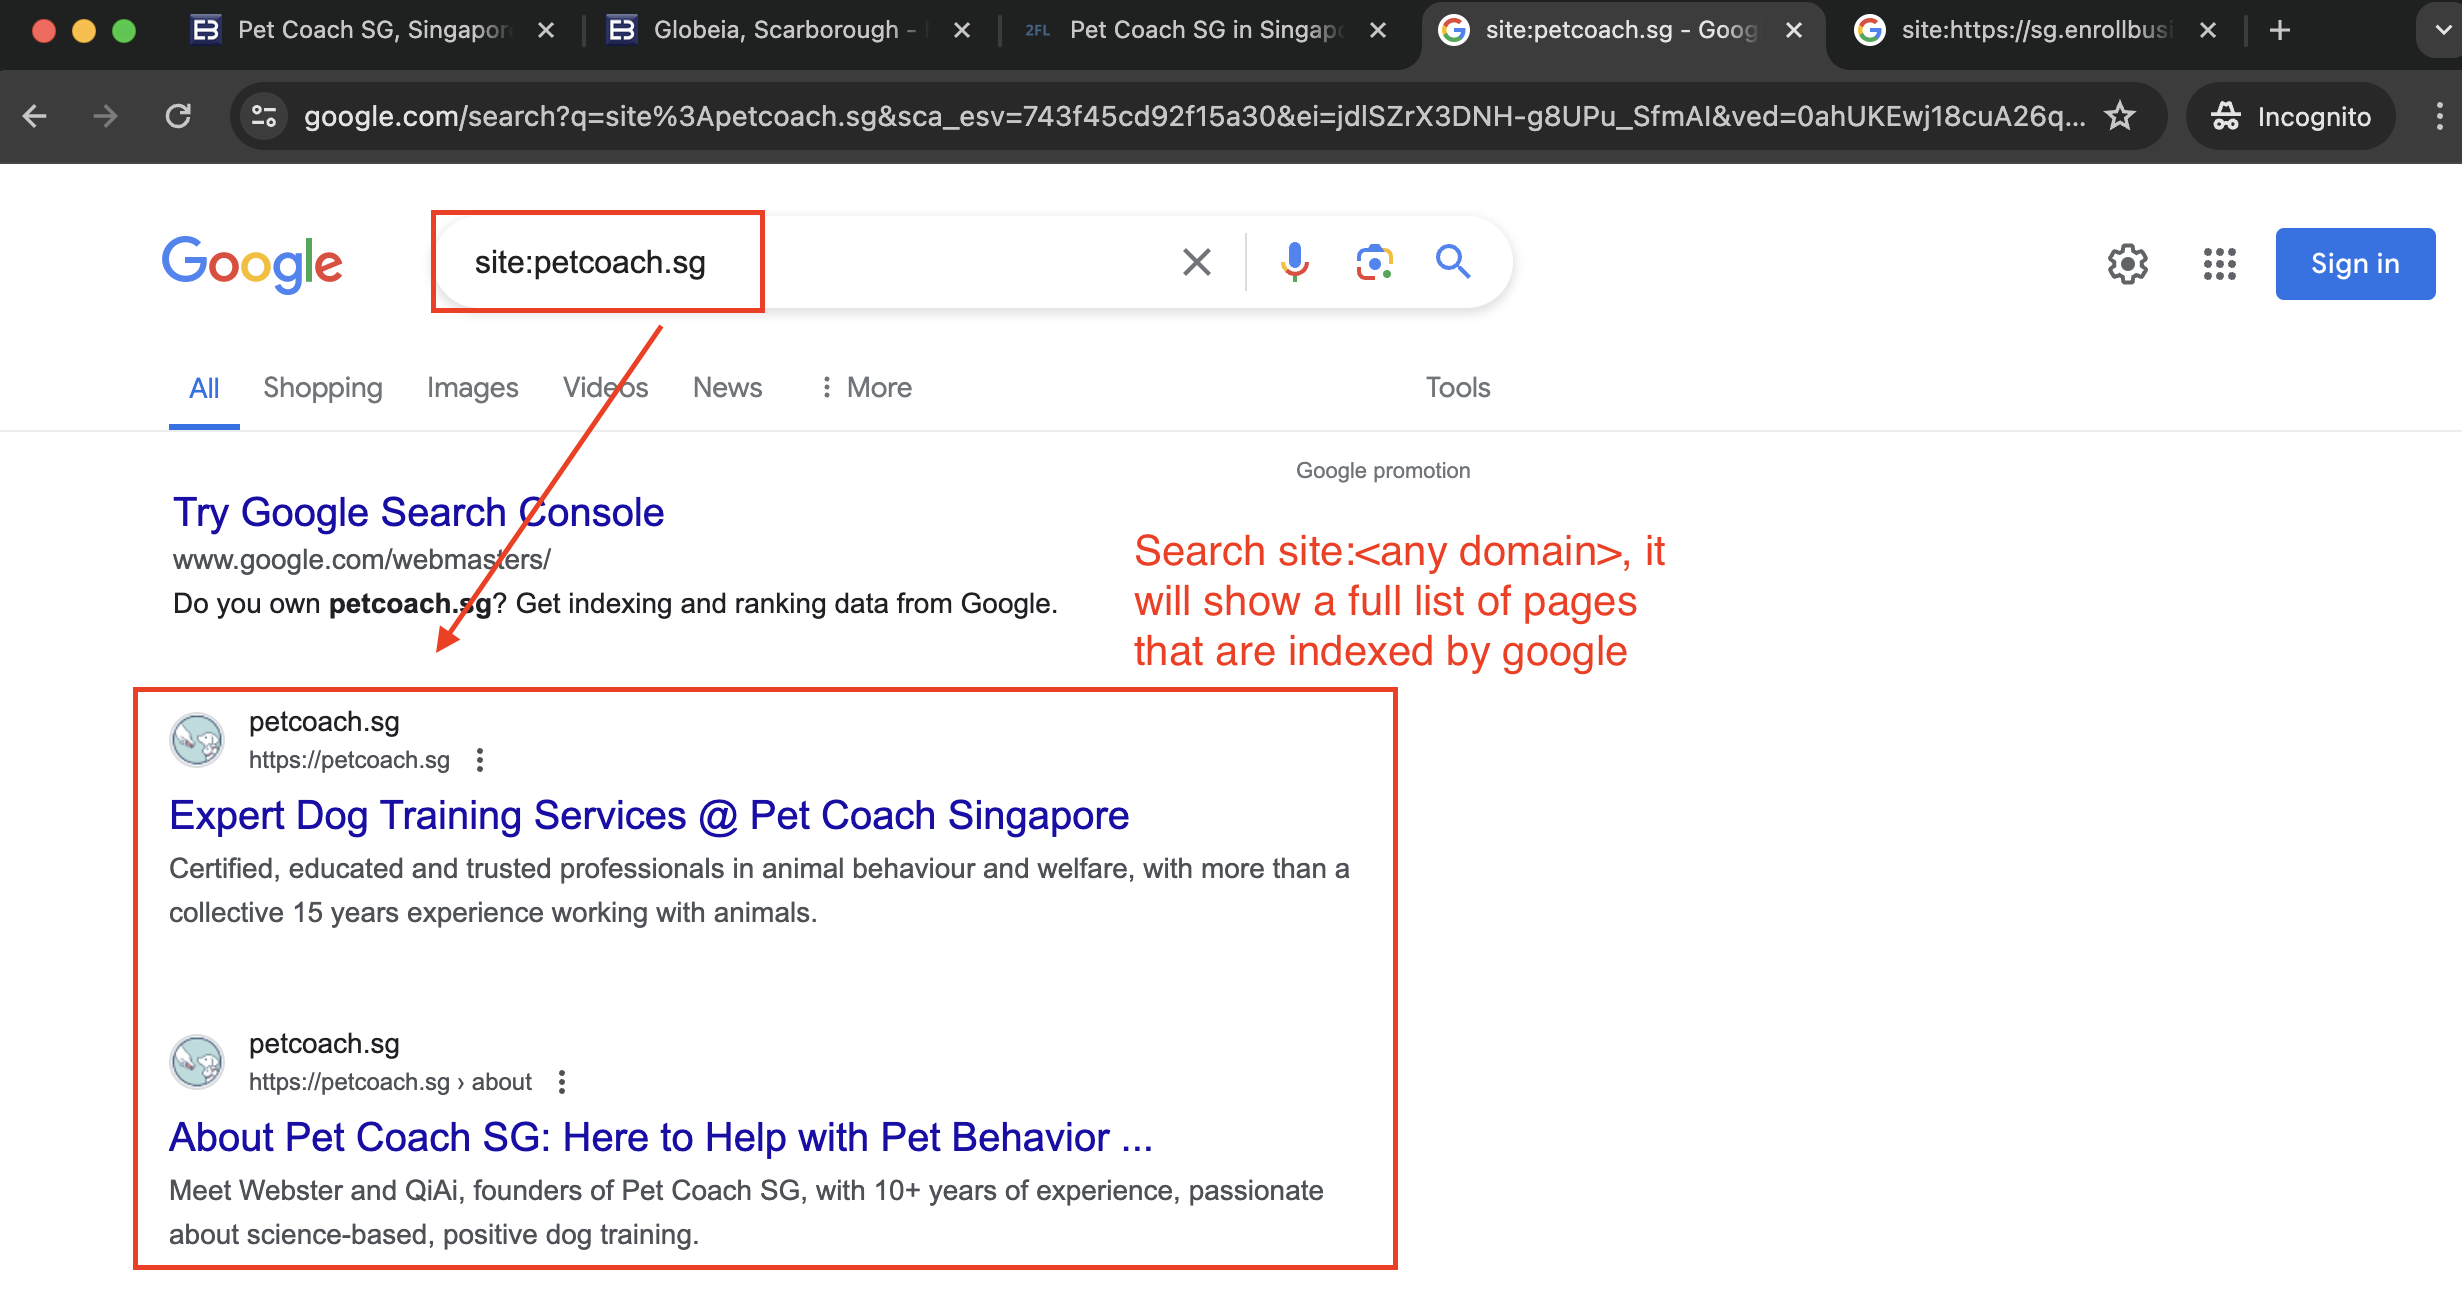 Pet Coach SG, Singapor
Globeia, Scarborough -
2FL Pet Coach SG in Singap
site:petcoach.sg - Goog
site:https://sg.enrollbusi
google.com/search?q=site%3Apetcoach.sg&sca_esv=743f45cd92f15a30&ei=jdlSZrX3DNH-g8UPu_SfmAI&ved=0ahUKEwj18cuA26q...
Incognito
Google
site:petcoach.sg
Sign in
All
Shopping
Images
Videos
News
More
Tools
Google promotion
Try Google Search Console
www.google.com/webmasters/
Do you own petcoach.sg? Get indexing and ranking data from Google.
Search site:<any domain>, it
will show a full list of pages
that are indexed by google
petcoach.sg
https://petcoach.sg
Expert Dog Training Services @ Pet Coach Singapore
Certified, educated and trusted professionals in animal behaviour and welfare, with more than a
collective 15 years experience working with animals.
petcoach.sg
https://petcoach.sg › about
About Pet Coach SG: Here to Help with Pet Behavior ...
Meet Webster and QiAi, founders of Pet Coach SG, with 10+ years of experience, passionate
about science-based, positive dog training.